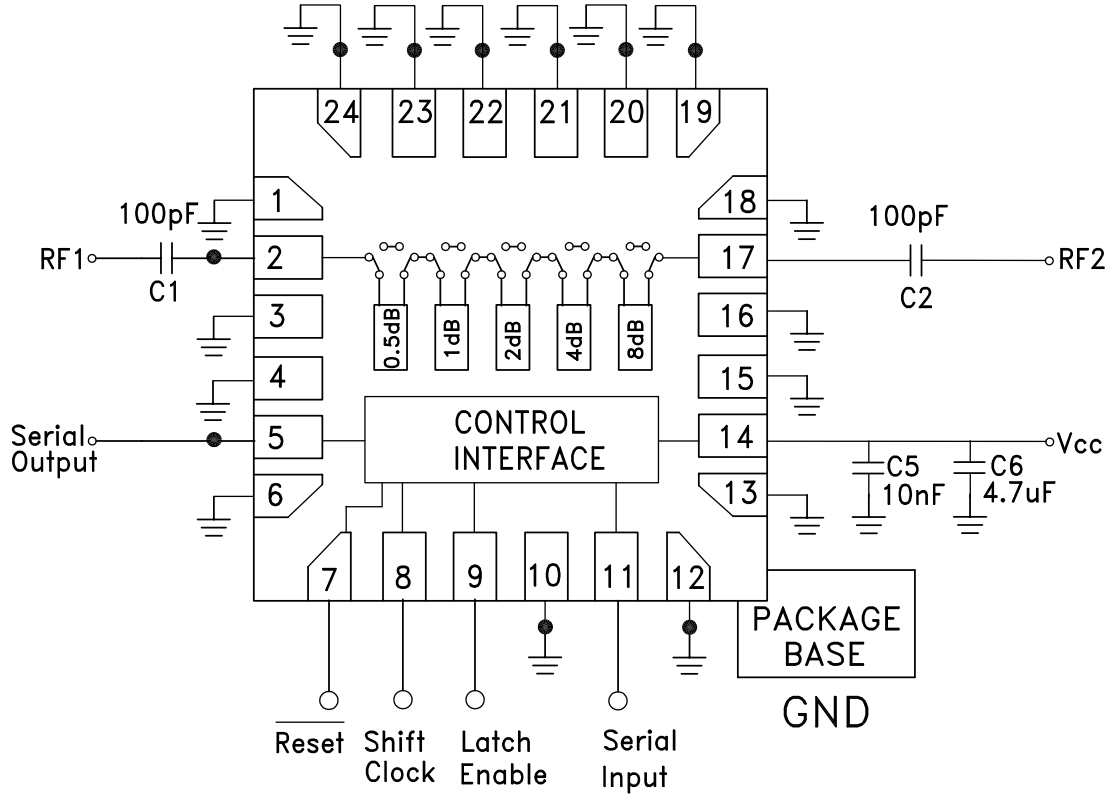 24 23 22 21 20 19
1
18
100pF
100pF
RF1
C1
2
17
RF2
C2
3
16
0.5dB
1dB
2dB
4dB
8dB
4
15
Serial
Output
5
CONTROL
INTERFACE
14
Vcc
C5
10nF
C6
4.7uF
6
13
7 8 9 10 11 12
PACKAGE
BASE
GND
Reset
Shift
Clock
Latch
Enable
Serial
Input